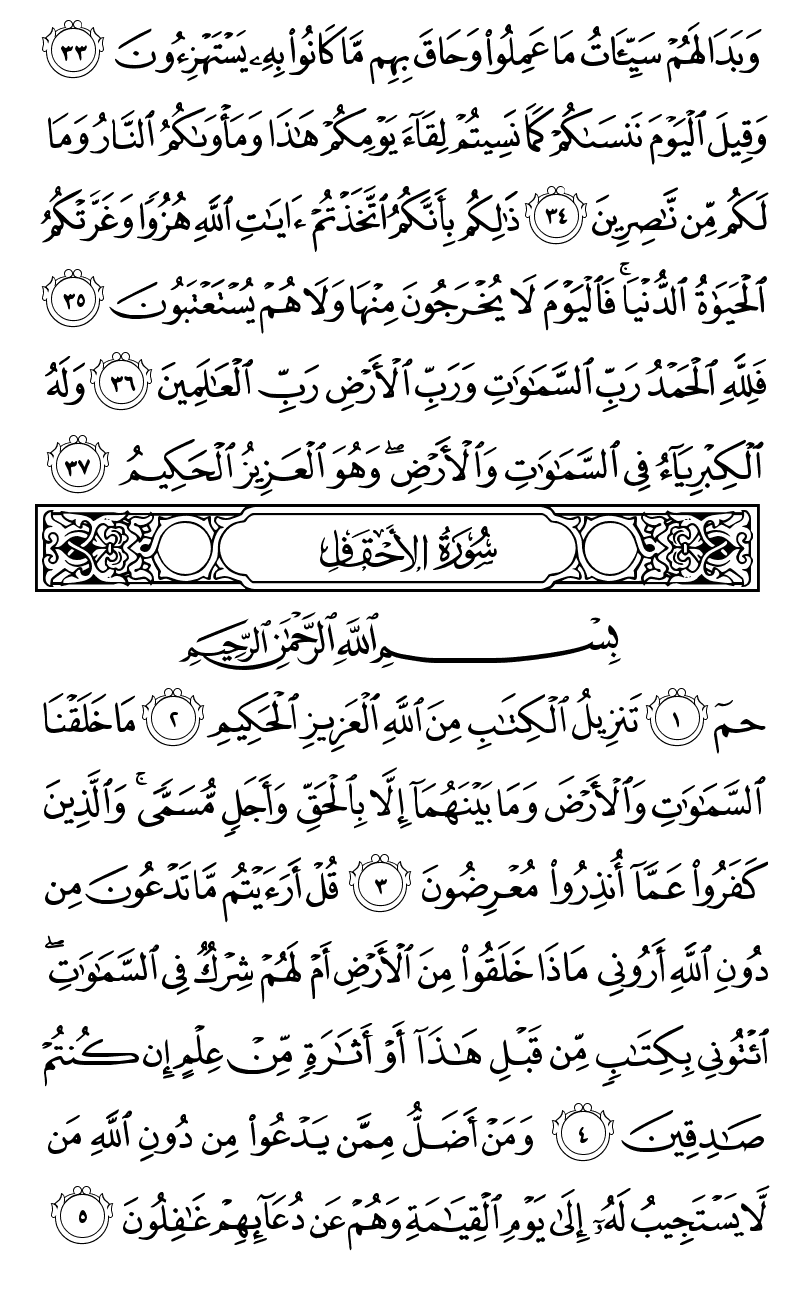 وَبَدَا لَهُمْ سَيِّـَٔاتُ مَا عَمِلُوا۟ وَحَاقَ بِهِم مَّا كَانُوا۟ بِهِۦ يَسْتَهْزِءُونَ ٣٣
وَقِيلَ ٱلْيَوْمَ نَنسَىٰكُمْ كَمَا نَسِيتُمْ لِقَآءَ يَوْمِكُمْ هَـٰذَا وَمَأْوَىٰكُمُ ٱلنَّارُ وَمَا
لَكُم مِّن نَّـٰصِرِينَ ٣٤ ذَٰلِكُم بِأَنَّكُمُ ٱتَّخَذْتُمْ ءَايَـٰتِ ٱللَّهِ هُزُوًا وَغَرَّتْكُمُ
ٱلْحَيَوٰةُ ٱلدُّنْيَا ۚ فَٱلْيَوْمَ لَا يُخْرَجُونَ مِنْهَا وَلَا هُمْ يُسْتَعْتَبُونَ ٣٥
فَلِلَّهِ ٱلْحَمْدُ رَبِّ ٱلسَّمَـٰوَٰتِ وَرَبِّ ٱلْأَرْضِ رَبِّ ٱلْعَـٰلَمِينَ ٣٦ وَلَهُ
ٱلْكِبْرِيَآءُ فِى ٱلسَّمَـٰوَٰتِ وَٱلْأَرْضِ ۖ وَهُوَ ٱلْعَزِيزُ ٱلْحَكِيمُ ٣٧
سُورَةُ الأَحْقَافِ
بِسْمِ ٱللَّهِ ٱلرَّحْمَـٰنِ ٱلرَّحِيمِ
حمٓ ١ تَنزِيلُ ٱلْكِتَـٰبِ مِنَ ٱللَّهِ ٱلْعَزِيزِ ٱلْحَكِيمِ ٢ مَا خَلَقْنَا
ٱلسَّمَـٰوَٰتِ وَٱلْأَرْضَ وَمَا بَيْنَهُمَآ إِلَّا بِٱلْحَقِّ وَأَجَلٍ مُّسَمًّى ۚ وَٱلَّذِينَ
كَفَرُوا۟ عَمَّآ أُنذِرُوا۟ مُعْرِضُونَ ٣ قُلْ أَرَءَيْتُم مَّا تَدْعُونَ مِن
دُونِ ٱللَّهِ أَرُونِى مَاذَا خَلَقُوا۟ مِنَ ٱلْأَرْضِ أَمْ لَهُمْ شِرْكٌ فِى ٱلسَّمَـٰوَٰتِ ۖ
ٱئْتُونِى بِكِتَـٰبٍ مِّن قَبْلِ هَـٰذَآ أَوْ أَثَـٰرَةٍ مِّنْ عِلْمٍ إِن كُنتُمْ
صَـٰدِقِينَ ٤ وَمَنْ أَضَلُّ مِمَّن يَدْعُوا۟ مِن دُونِ ٱللَّهِ مَن
لَّا يَسْتَجِيبُ لَهُۥٓ إِلَىٰ يَوْمِ ٱلْقِيَـٰمَةِ وَهُمْ عَن دُعَآئِهِمْ غَـٰفِلُونَ ٥